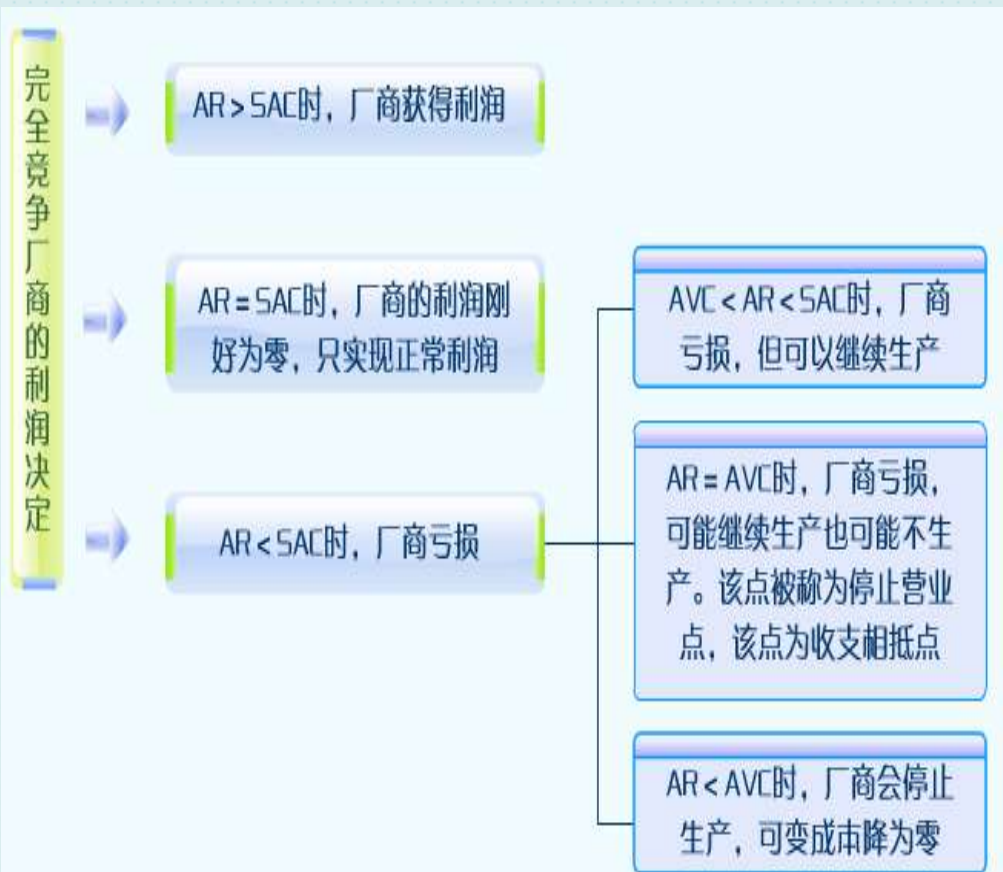 完全竞争厂商的利润决定
AR>SAC时，厂商获得利润
AR=SAC时，厂商的利润刚
好为零，只实现正常利润
AR<SAC时，厂商亏损
AVC<AR<SAC时，厂商
亏损，但可以继续生产
AR=AVC时，厂商亏损，
可能继续生产也可能不生
产。该点被称为停止营业
点，该点为收支相抵点
AR<AVC时，厂商会停止
生产，可变成本降为零